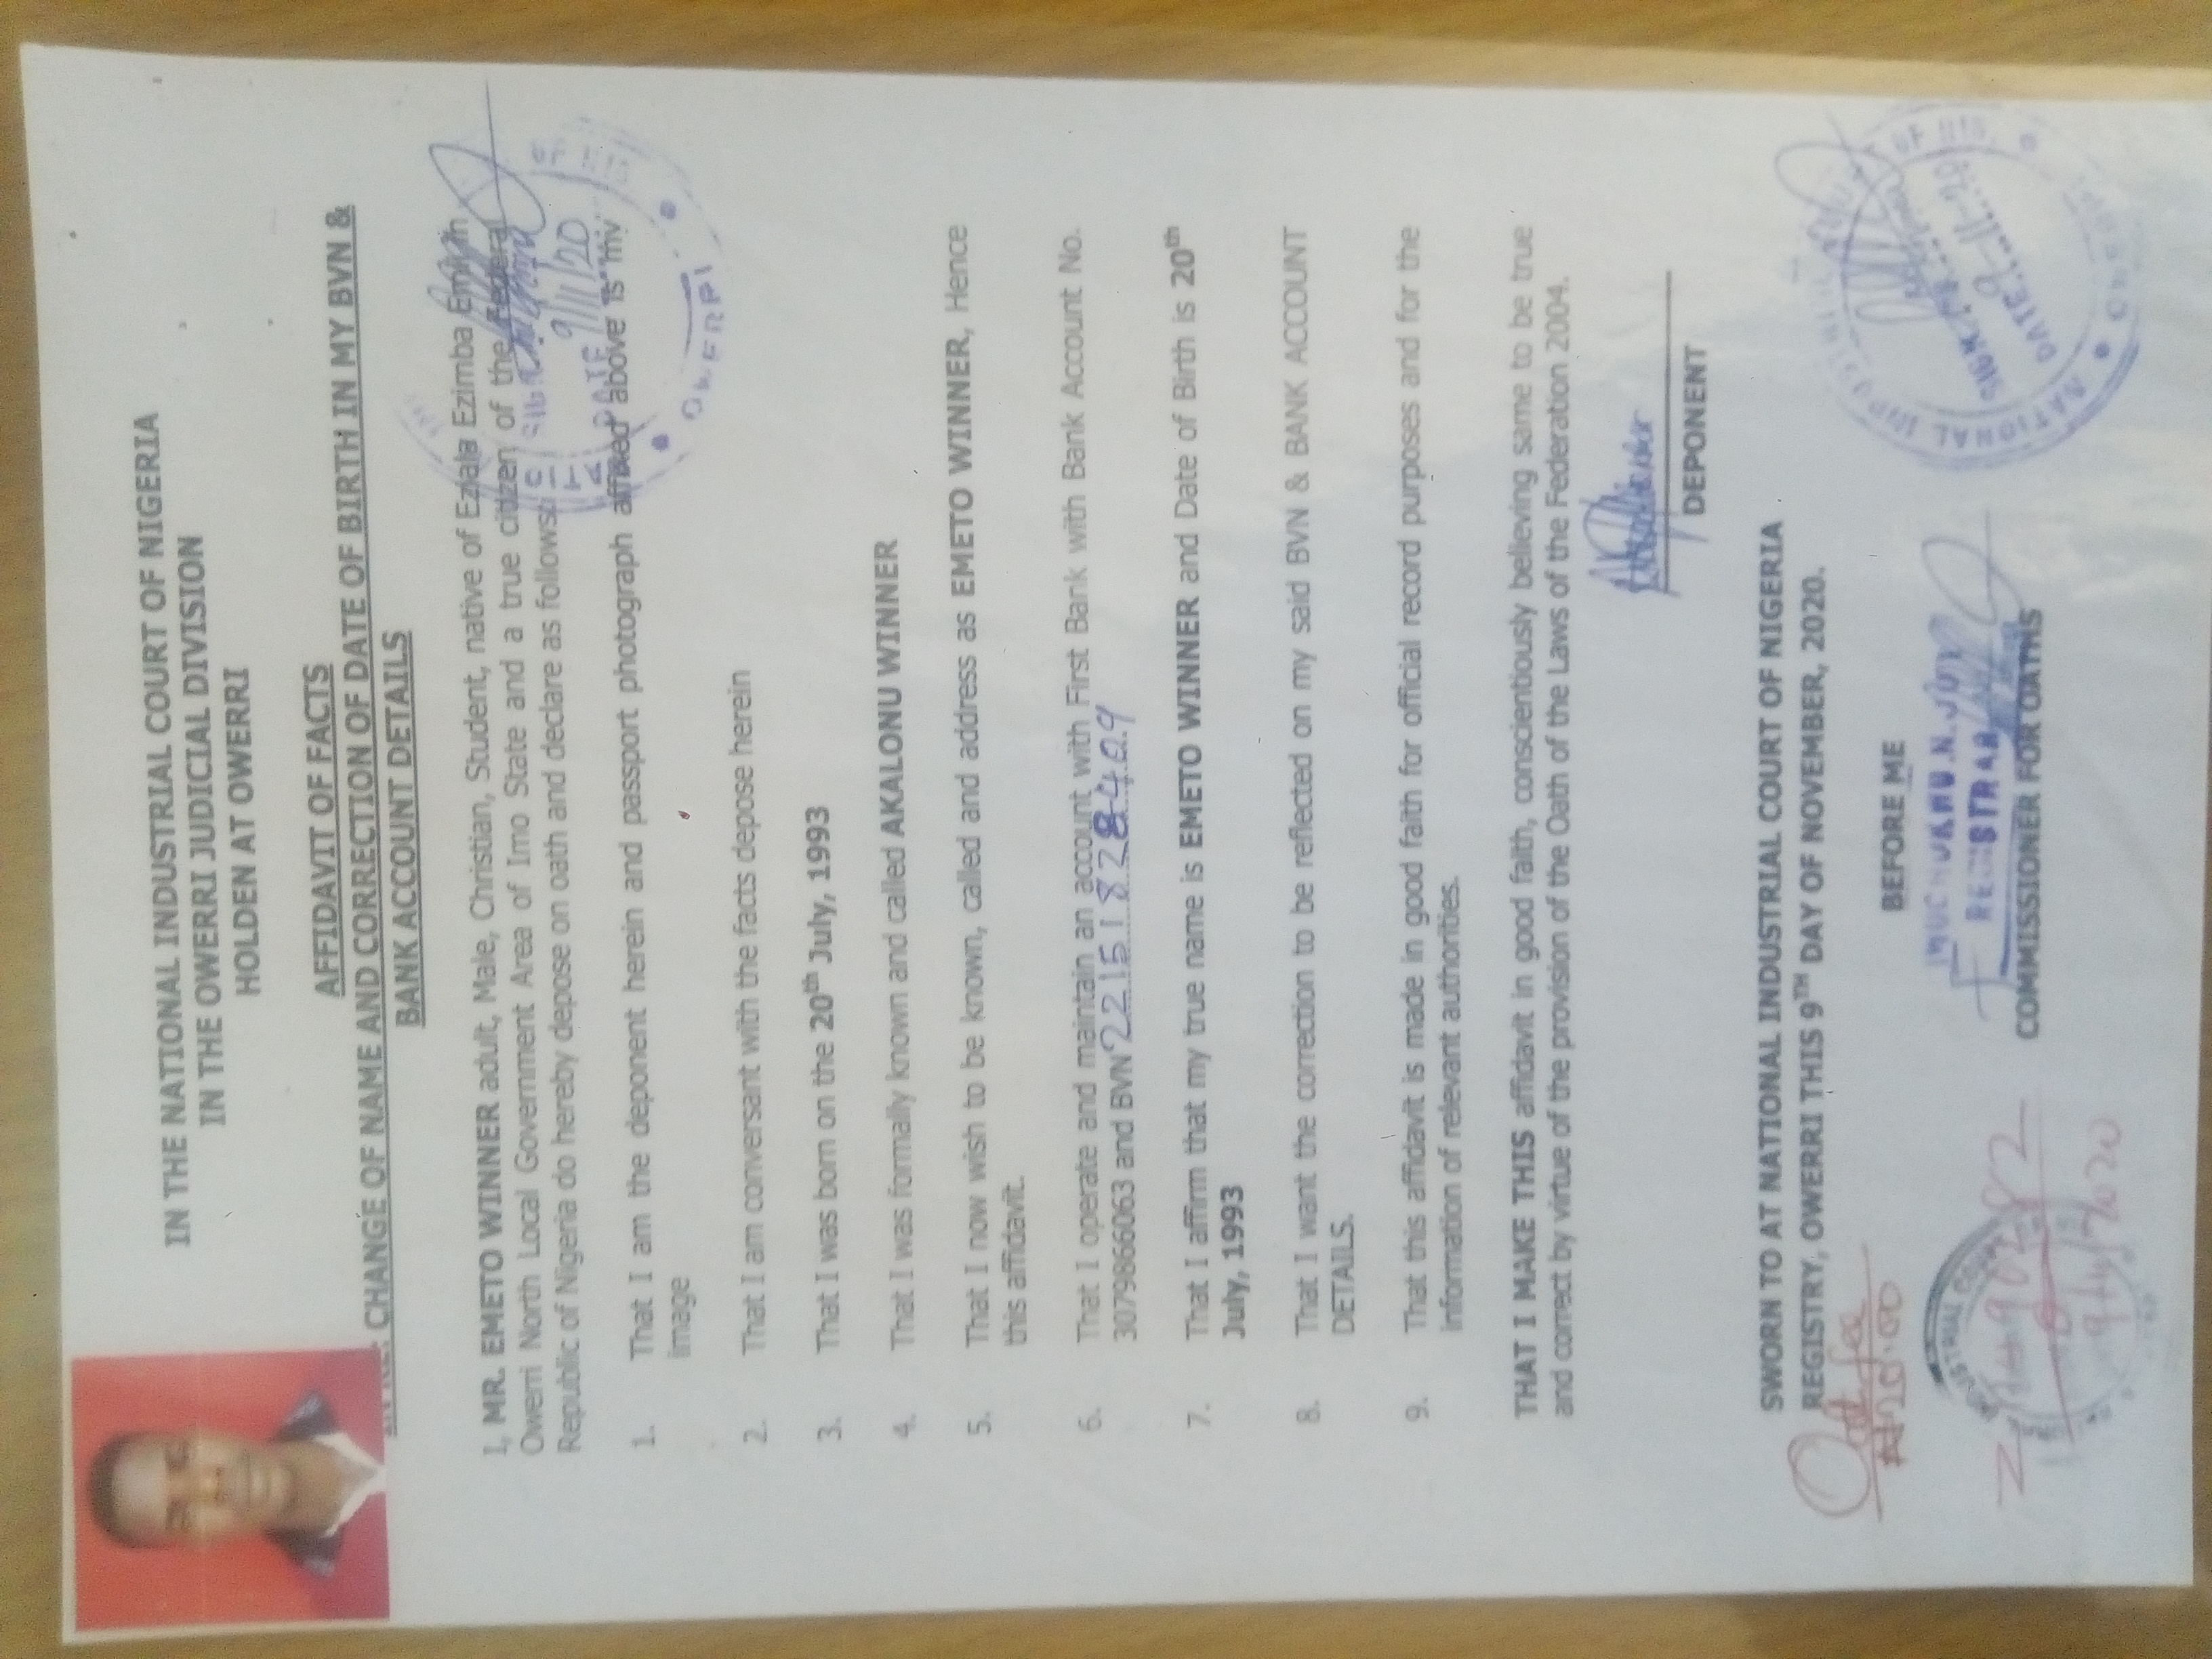 IN THE NATIONAL INDUSTRIAL COURT OF NIGERIA
IN THE OWERRI JUDICIAL DIVISION
HOLDEN AT OWERRI
AFFIDAVIT OF FACTS
CHANGE OF NAME AND CORRECTION OF DATE OF BIRTH IN MY BVN &
BANK ACCOUNT DETAILS
I, MR. EMETO WINNER adult, Male, Christian, Student, native of Ezimba
Owerri North Local Government Area of Imo State and a true citizen of the Federal
Republic of Nigeria do hereby depose on oath and declare as follows:
9/11/20
DATE
OWERRI
1. That I am the deponent herein and passport photograph affixed above is my
image
2. That I am conversant with the facts depose herein
3. That I was born on the 20th July, 1993
4. That I was formally known and called AKALONU WINNER
5. That I now wish to be known, called and address as EMETO WINNER, Hence
this affidavit.
6. That I operate and maintain an account with First Bank with Bank Account No.
3079866063 and BVN 22151828409
7. That I affirm that my true name is EMETO WINNER and Date of Birth is 20th
July, 1993
8. That I want the correction to be reflected on my said BVN & BANK ACCOUNT
DETAILS.
9. That this affidavit is made in good faith for official record purposes and for the
information of relevant authorities.
THAT I MAKE THIS affidavit in good faith, conscientiously believing same to be true
and correct by virtue of the provision of the Oath of the Laws of the Federation 2004.
DEPONENT
SWORN TO AT NATIONAL INDUSTRIAL COURT OF NIGERIA
REGISTRY, OWERRI THIS 9TH DAY OF NOVEMBER, 2020.
BEFORE ME
REGISTRAR
COMMISSIONER FOR OATHS
NATIONAL
DATE
Oath fee